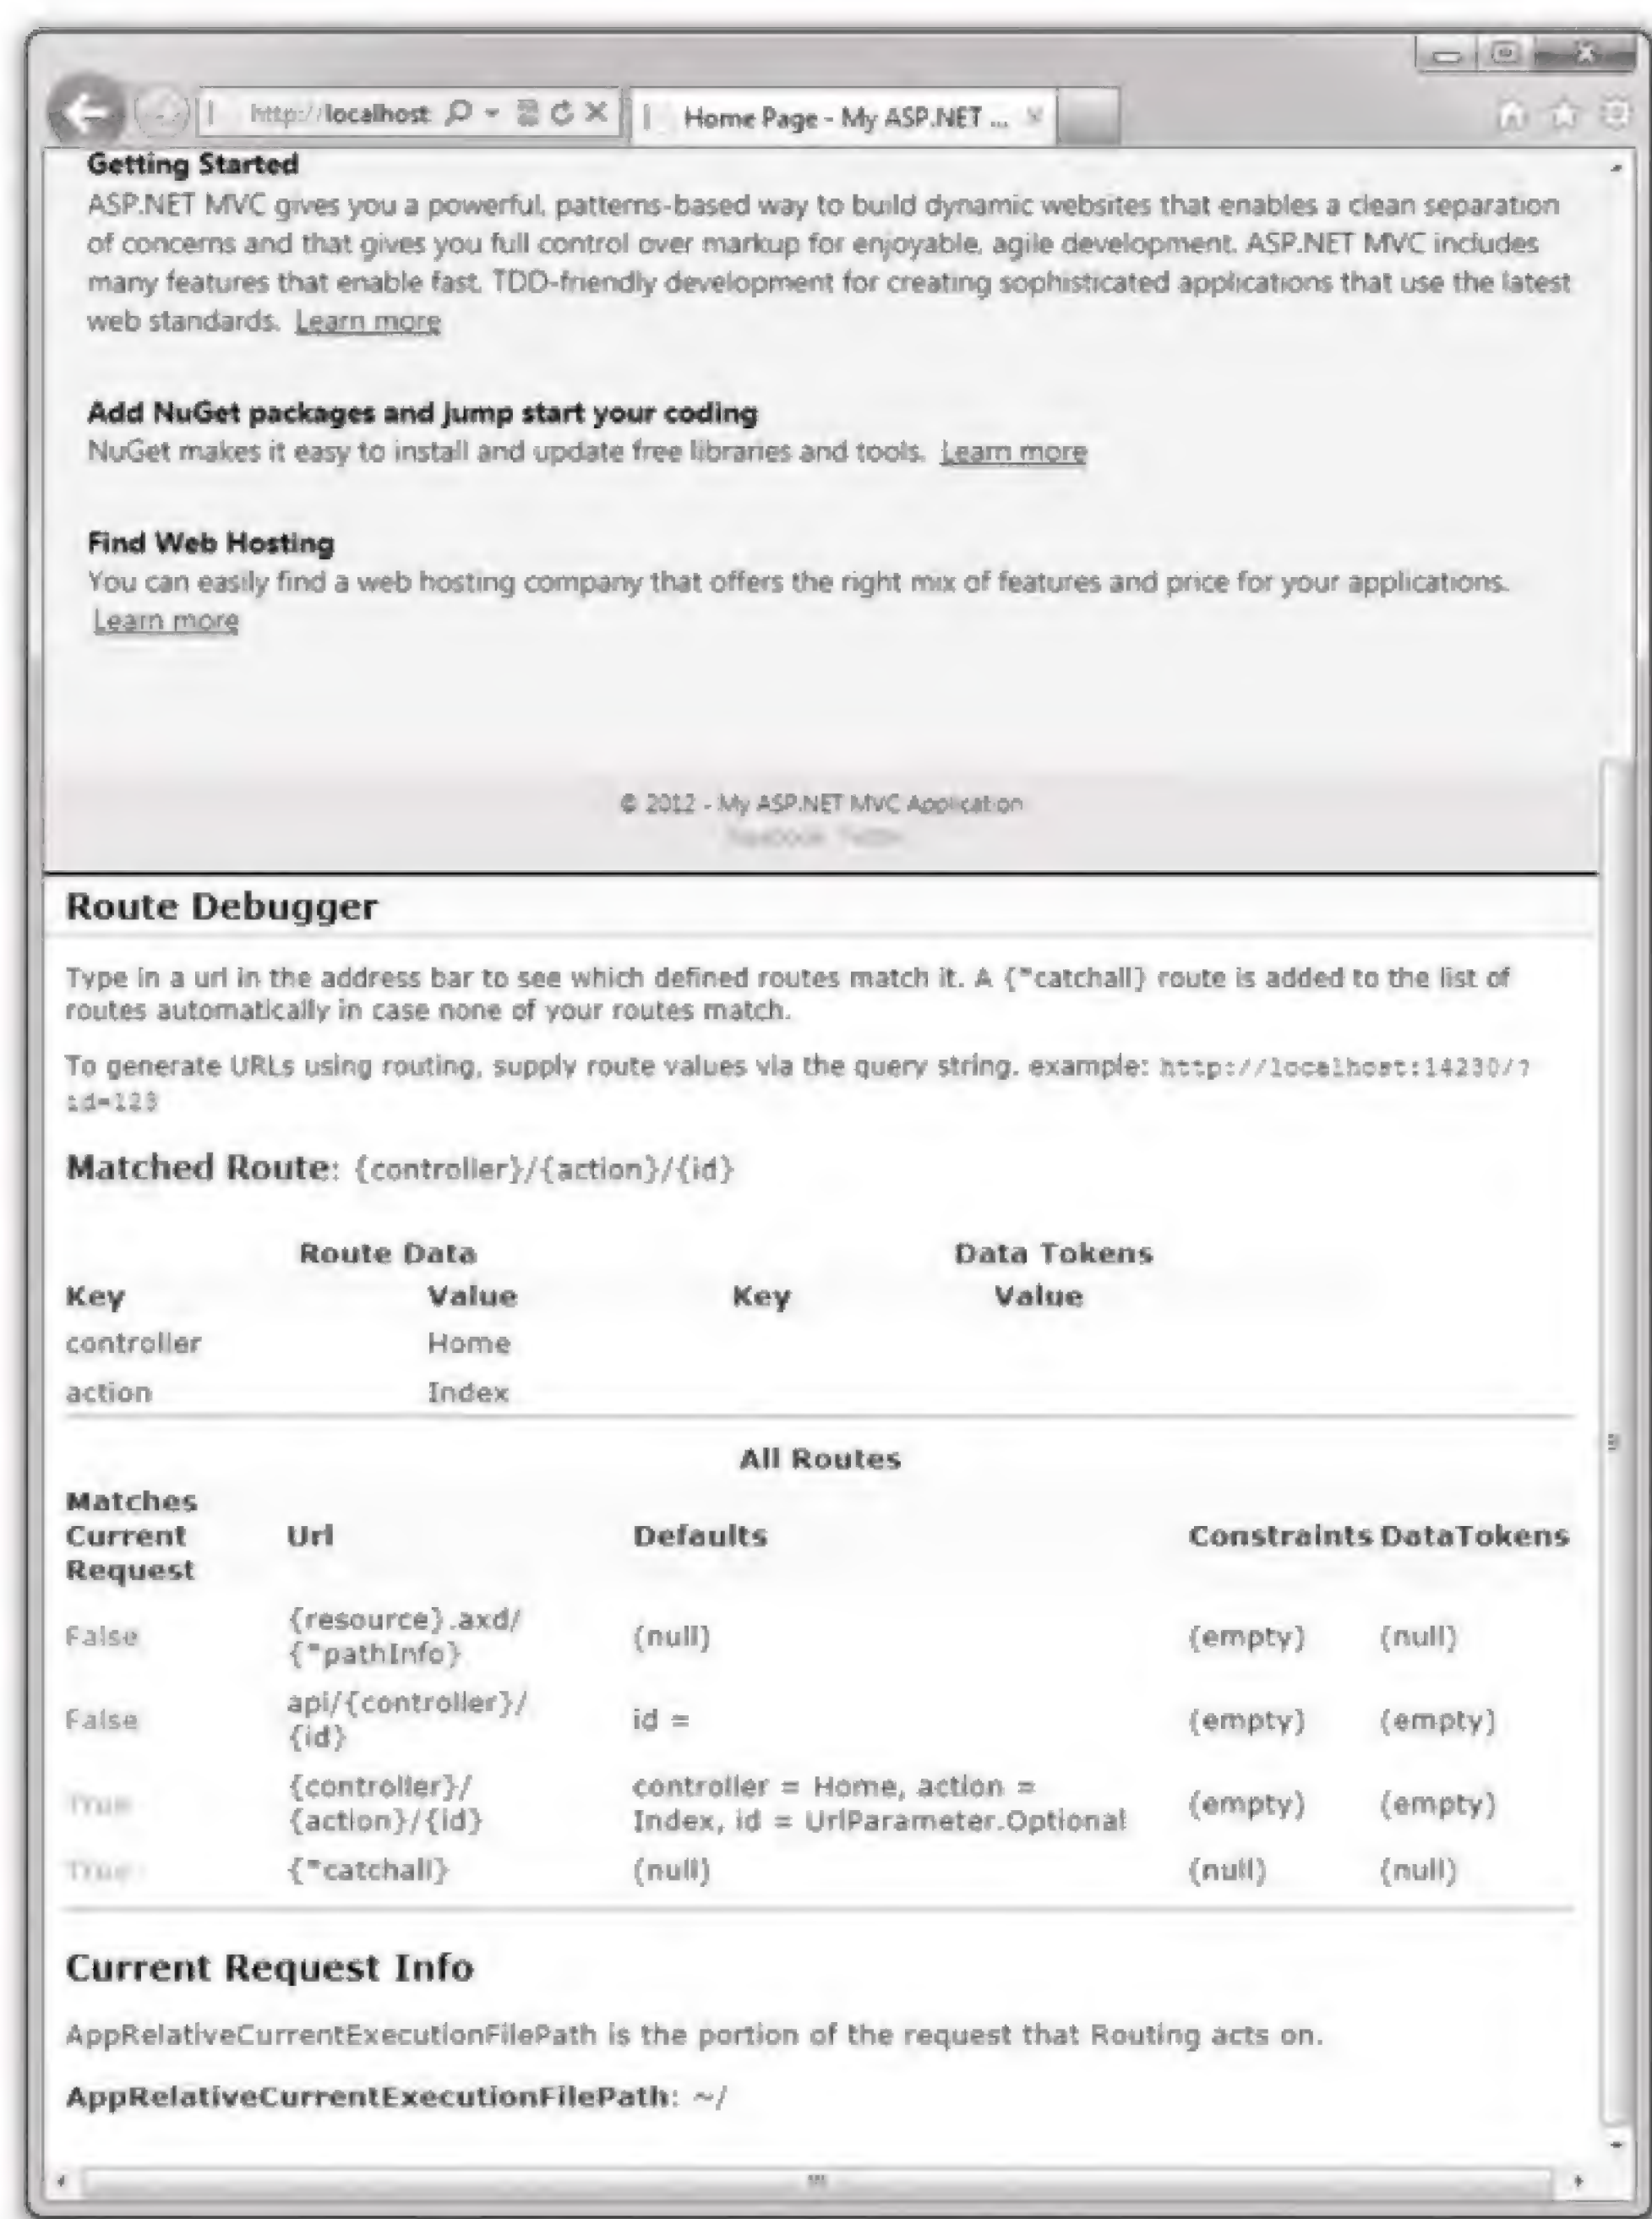 http://localhost
Home Page - My ASP.NET ...
Getting Started
ASP.NET MVC gives you a powerful, patterns-based way to build dynamic websites that enables a clean separation
of concerns and that gives you full control over markup for enjoyable, agile development. ASP.NET MVC includes
many features that enable fast, TDD-friendly development for creating sophisticated applications that use the latest
web standards. Learn more
Add NuGet packages and jump start your coding
NuGet makes it easy to install and update free libraries and tools. Learn more
Find Web Hosting
You can easily find a web hosting company that offers the right mix of features and price for your applications.
Learn more
© 2012 - My ASP.NET MVC Application
Facebook Twitter
Route Debugger
Type in a url in the address bar to see which defined routes match it. A {*catchall} route is added to the list of
routes automatically in case none of your routes match.
To generate URLs using routing, supply route values via the query string. example: http://localhost:14230/?
id=123
Matched Route: {controller}/{action}/{id}
Route Data Data Tokens
Key Value Key Value
controller Home
action Index
All Routes
Matches
Current Url Defaults Constraints DataTokens
Request
{resource}.axd/
False (null) (empty) (null)
{*pathInfo}
api/{controller}/
False id = (empty) (empty)
{id}
{controller}/ controller = Home, action =
True (empty) (empty)
{action}/{id} Index, id = UrlParameter.Optional
True {*catchall} (null) (null) (null)
Current Request Info
AppRelativeCurrentExecutionFilePath is the portion of the request that Routing acts on.
AppRelativeCurrentExecutionFilePath: ~/